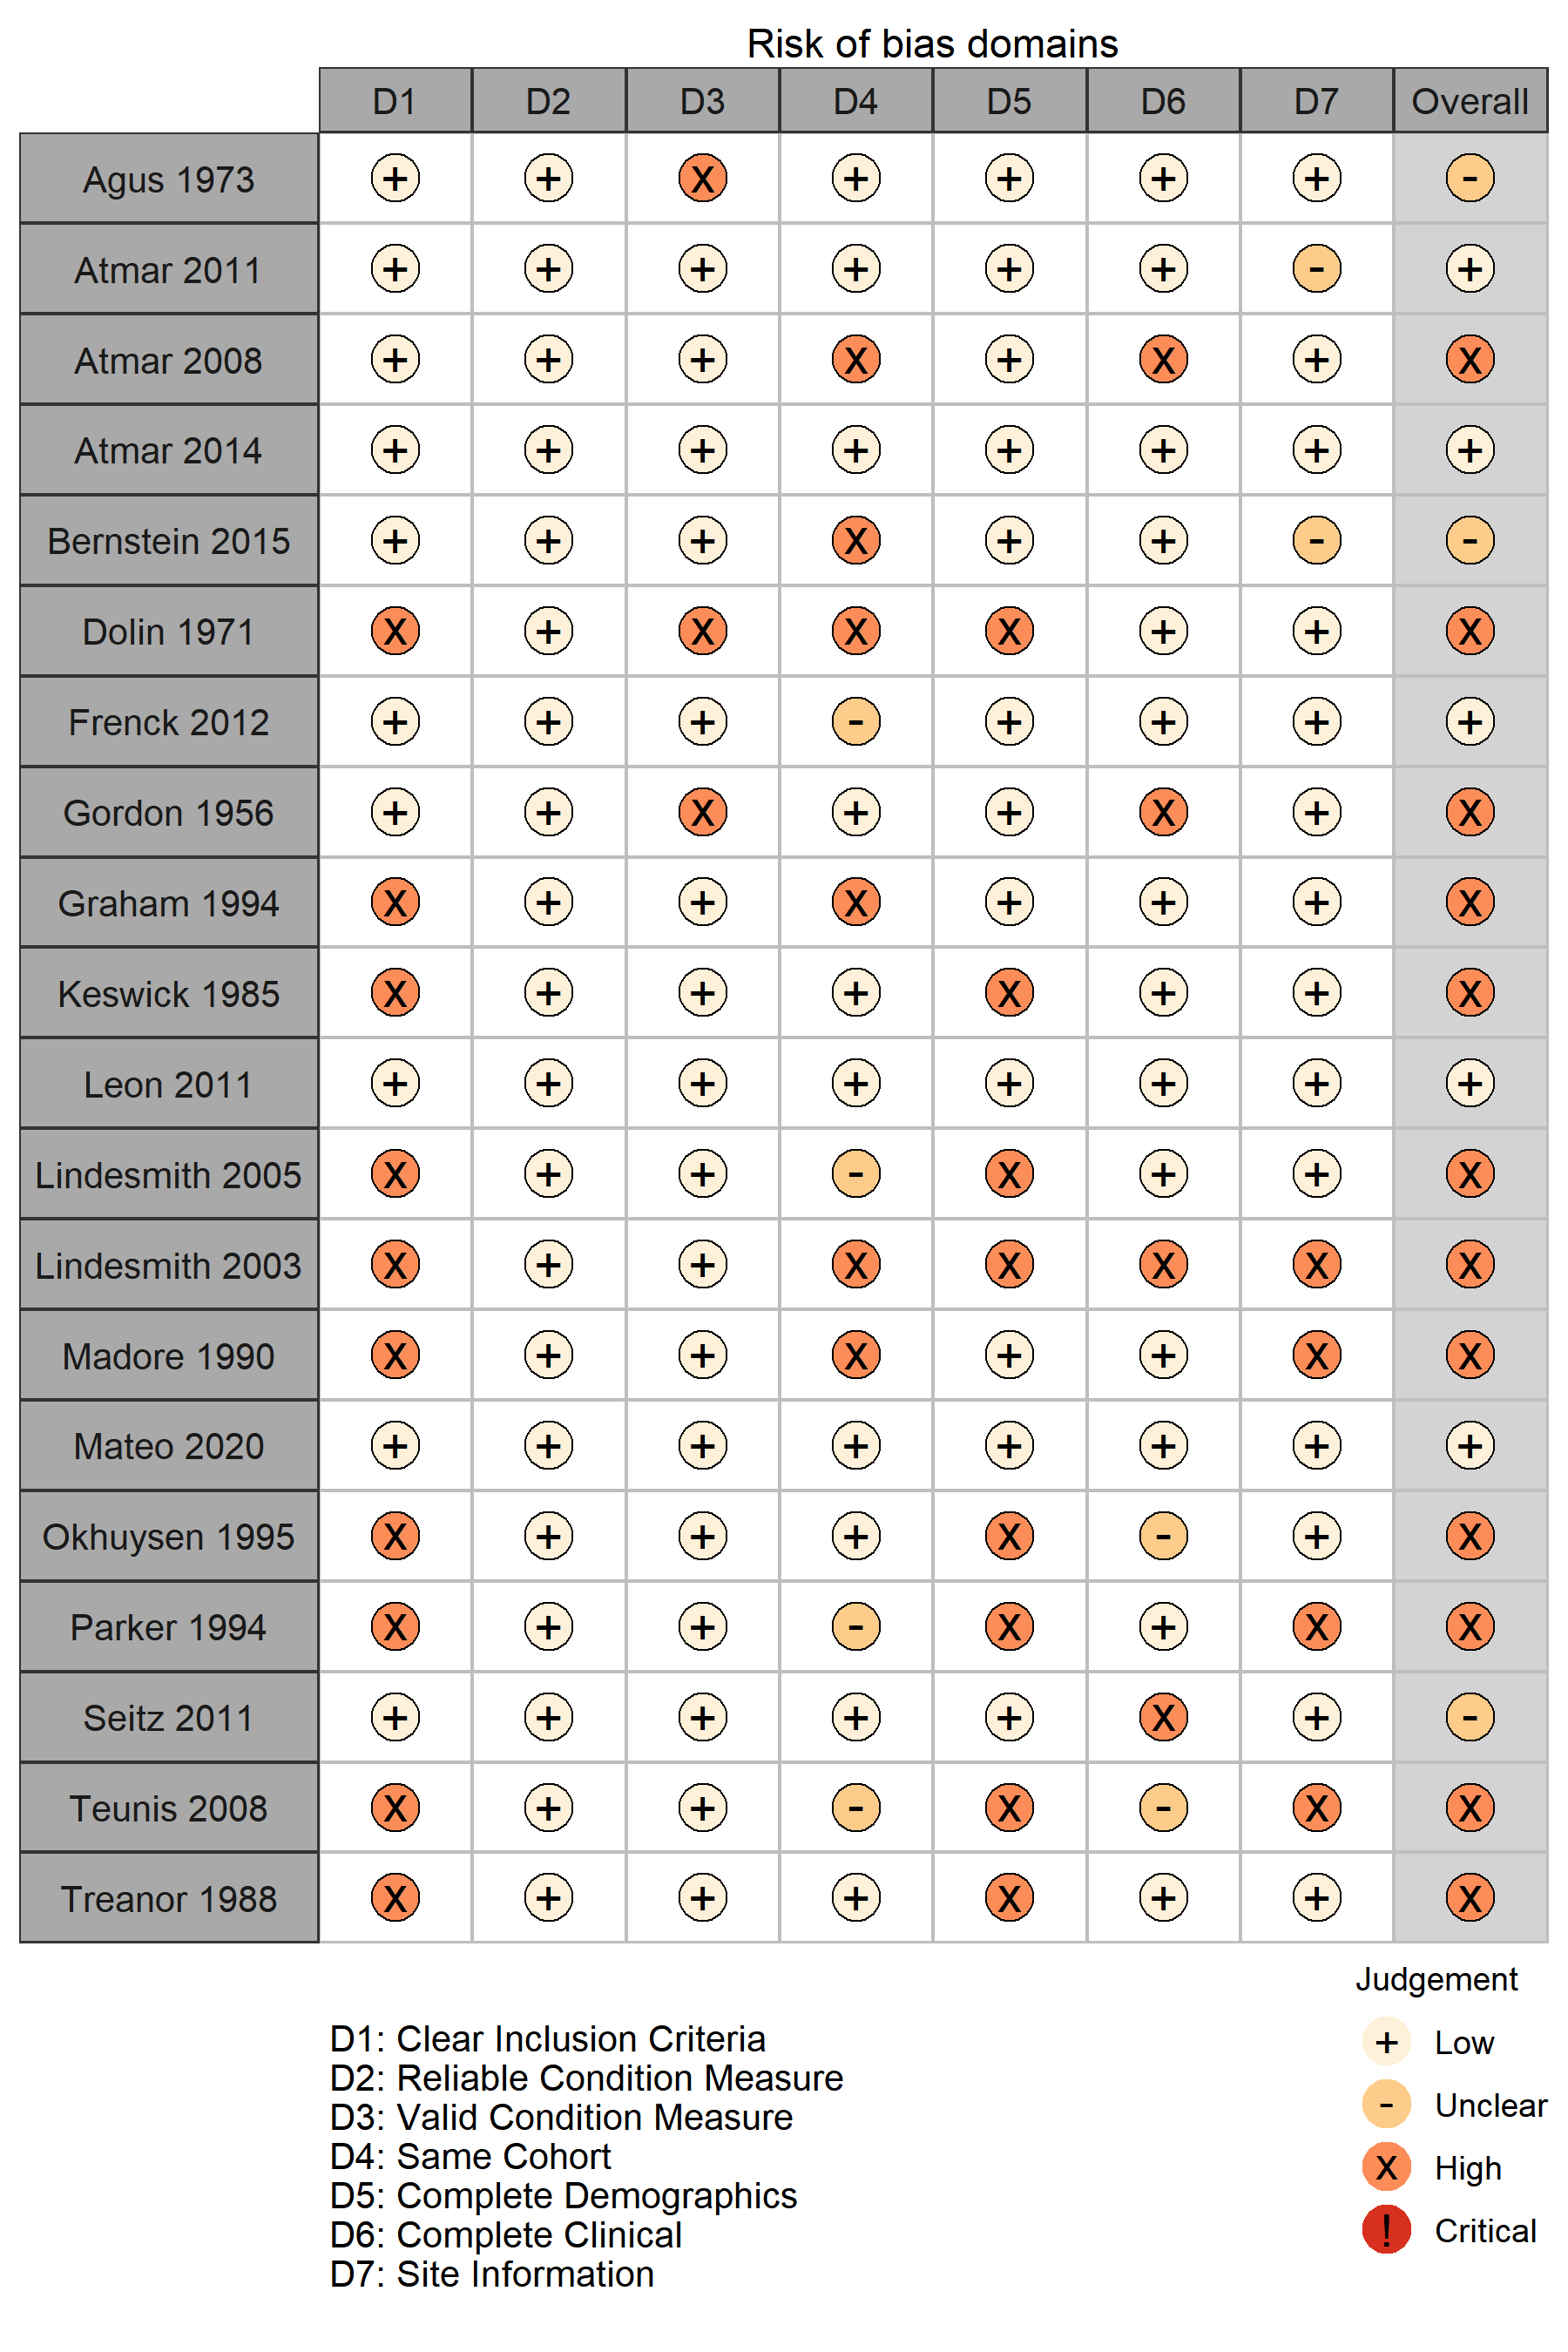 Risk of bias domains
D1 D2 D3 D4 D5 D6 D7 Overall
Agus 1973 + + X + + + + -
Atmar 2011 + + + + + + - +
Atmar 2008 + + + X + X + X
Atmar 2014 + + + + + + + +
Bernstein 2015 + + + X + + - -
Dolin 1971 X + X X X + + X
Frenck 2012 + + + - + + + +
Gordon 1956 + + X + + X + X
Graham 1994 X + + X + + + X
Keswick 1985 X + + + X + + X
Leon 2011 + + + + + + + +
Lindesmith 2005 X + + - X + + X
Lindesmith 2003 X + + X X X X X
Madore 1990 X + + X + + X X
Mateo 2020 + + + + + + + +
Okhuysen 1995 X + + + X - + X
Parker 1994 X + + - X + X X
Seitz 2011 + + + + + X + -
Teunis 2008 X + + - X - X X
Treanor 1988 X + + + X + + X
D1: Clear Inclusion Criteria
D2: Reliable Condition Measure
D3: Valid Condition Measure
D4: Same Cohort
D5: Complete Demographics
D6: Complete Clinical
D7: Site Information
Judgement
+ Low
- Unclear
X High
! Critical